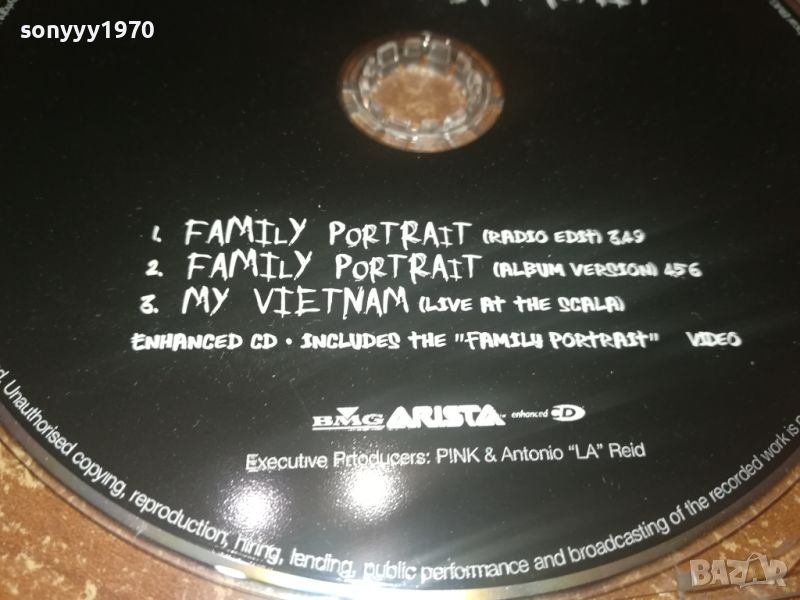 sonyyy1970
1. FAMILY PORTRAIT (RADIO EDIT) 3:49
2. FAMILY PORTRAIT (ALBUM VERSION) 4:56
3. MY VIETNAM (LIVE AT THE SCALA)
ENHANCED CD • INCLUDES THE "FAMILY PORTRAIT" VIDEO
BMG ARISTA enhanced CD
Executive Prtoducers: P!NK & Antonio "LA" Reid
Unauthorised copying, reproduction, hiring, lending, public performance and broadcasting of the recorded work is
BAZAR